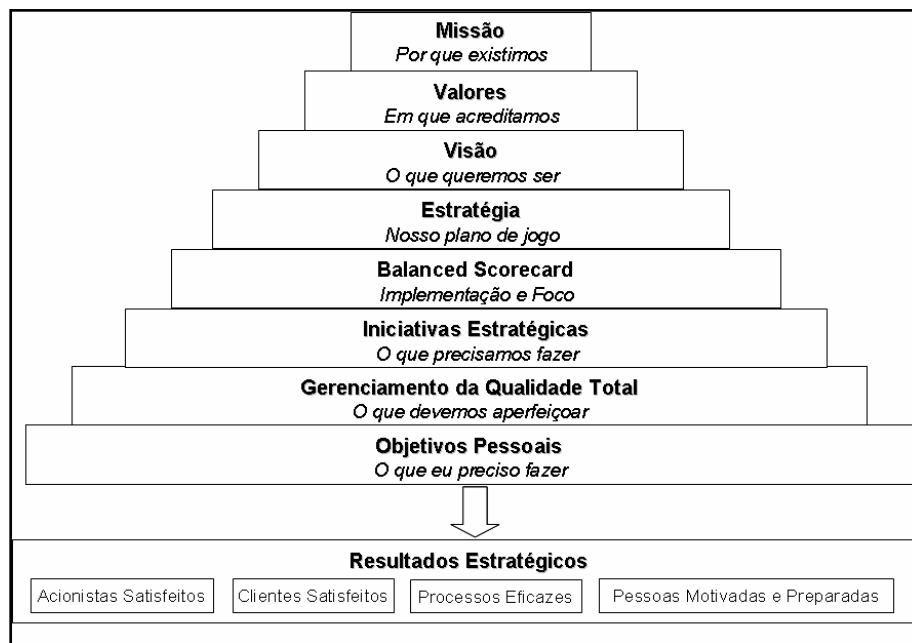 Missão
Por que existimos
Valores
Em que acreditamos
Visão
O que queremos ser
Estratégia
Nosso plano de jogo
Balanced Scorecard
Implementação e Foco
Iniciativas Estratégicas
O que precisamos fazer
Gerenciamento da Qualidade Total
O que devemos aperfeiçoar
Objetivos Pessoais
O que eu preciso fazer
Resultados Estratégicos
Acionistas Satisfeitos Clientes Satisfeitos Processos Eficazes Pessoas Motivadas e Preparadas